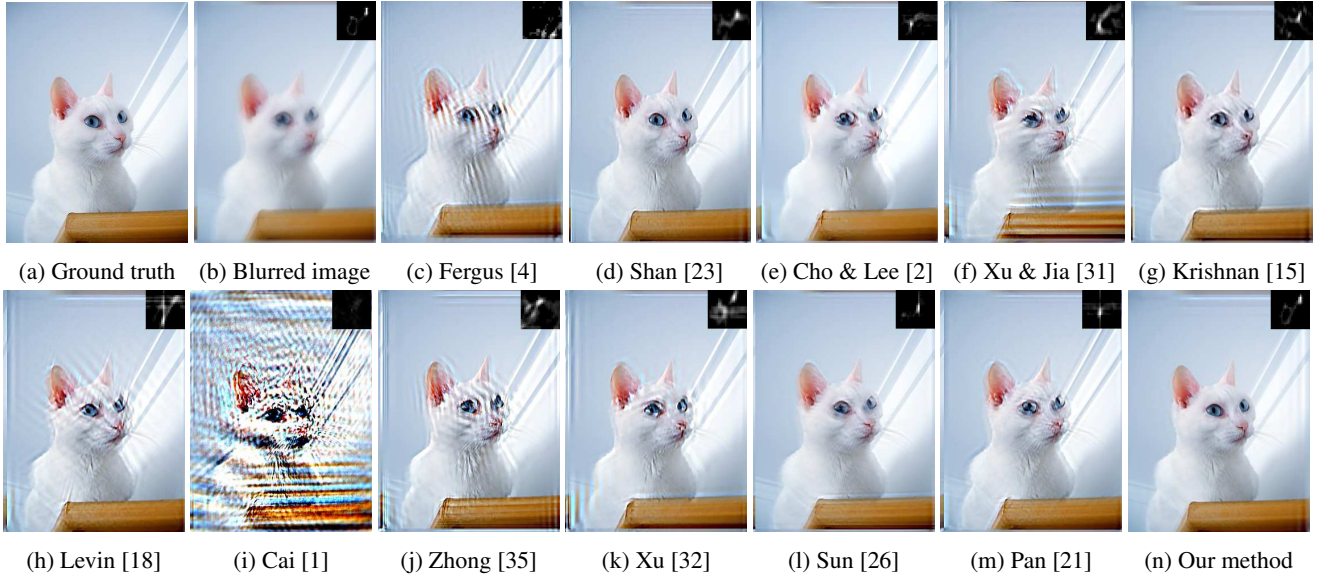 (a) Ground truth (b) Blurred image (c) Fergus [4] (d) Shan [23] (e) Cho & Lee [2] (f) Xu & Jia [31] (g) Krishnan [15]
(h) Levin [18] (i) Cai [1] (j) Zhong [35] (k) Xu [32] (l) Sun [26] (m) Pan [21] (n) Our method